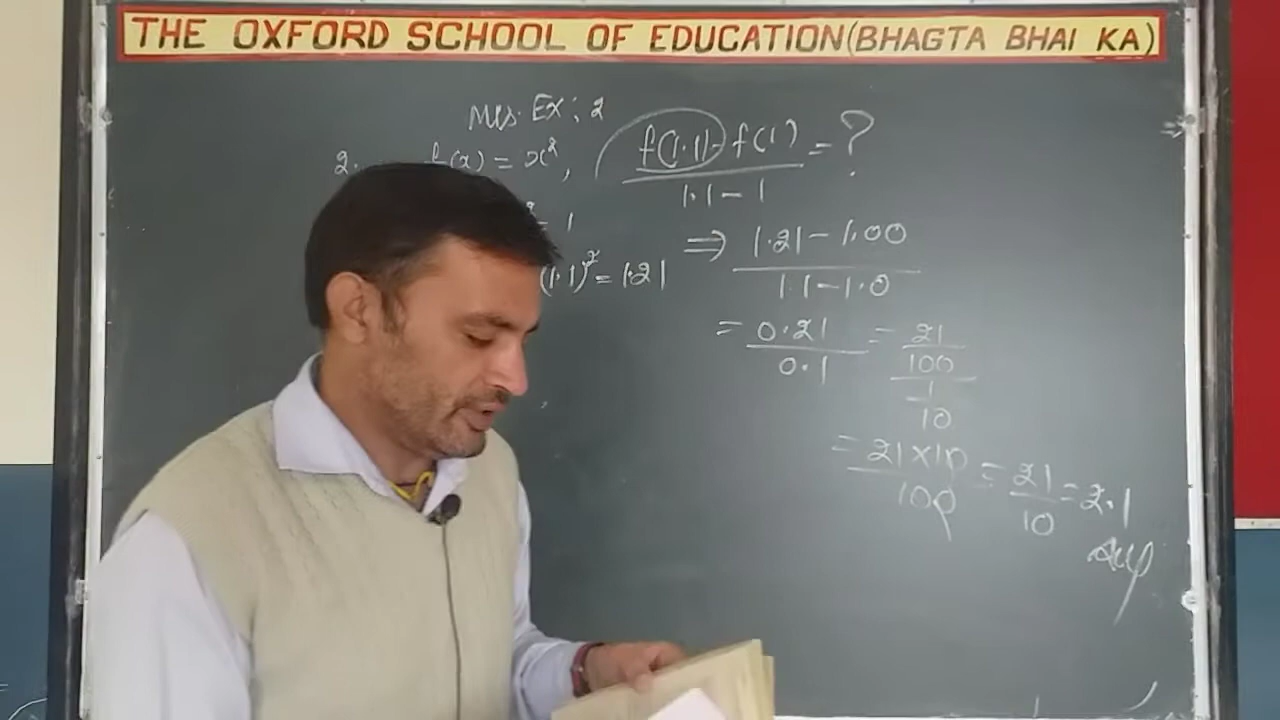 THE OXFORD SCHOOL OF EDUCATION(BHAGTA BHAI KA)
Mis. Ex: 2
2. f(x) = x², f(1.1)-f(1) / 1.1-1 = ?
² = 1
(1.1)² = 1.21
⇒ 1.21-1.00 / 1.1-1.0
= 0.21 / 0.1 = 21/100 / 1/10
= 21×10 / 100 = 21/10 = 2.1